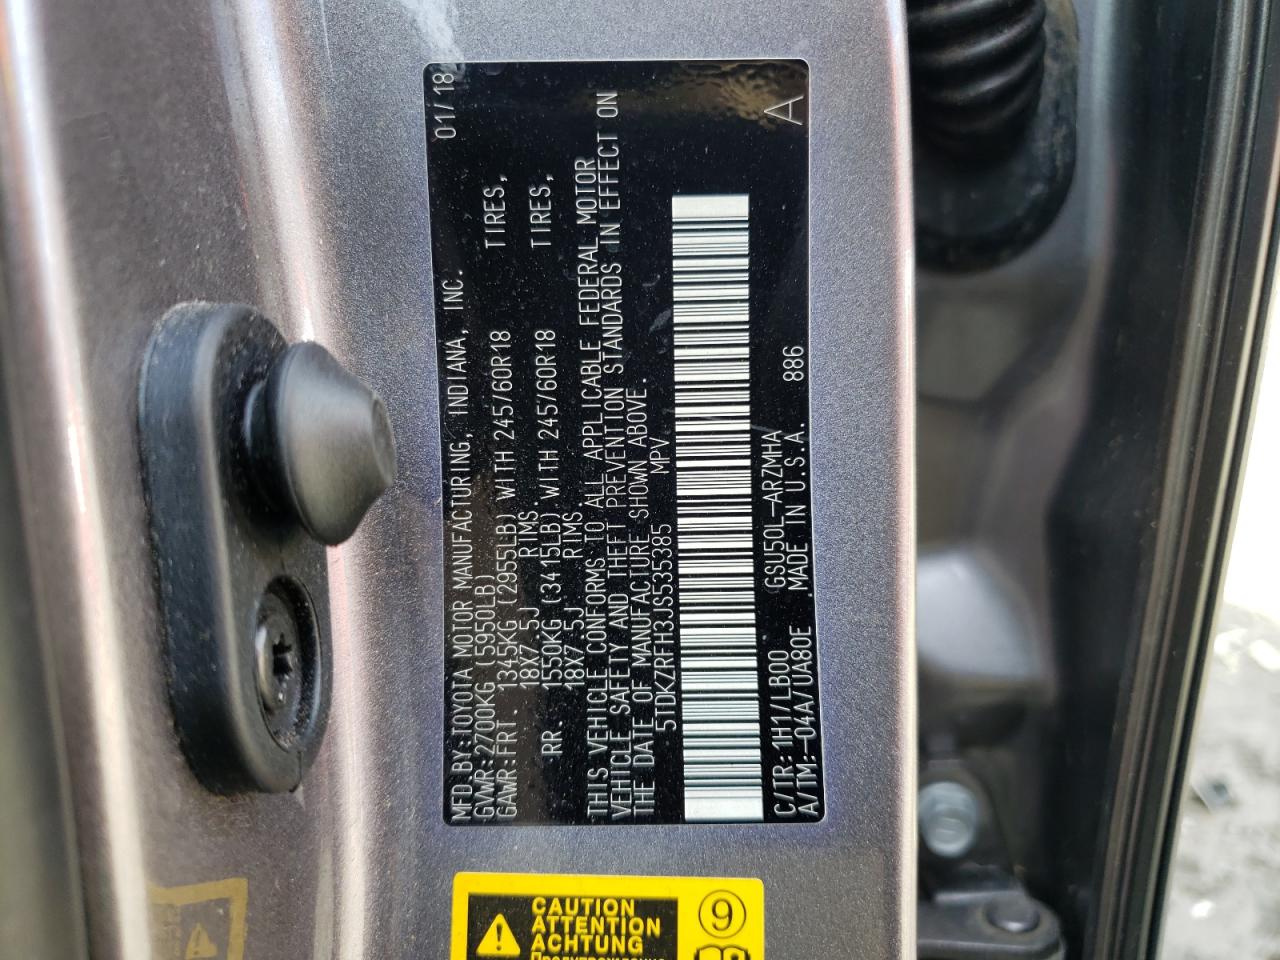 MFD BY:TOYOTA MOTOR MANUFACTURING, INDIANA, INC. 01/18
GVWR:2700KG(5950LB)
GAWR:FRT. 1345KG (2955LB) WITH 245/60R18 TIRES,
18X7.5J RIMS.
RR. 1550KG (3415LB) WITH 245/60R18 TIRES,
18X7.5J RIMS
THIS VEHICLE CONFORMS TO ALL APPLICABLE FEDERAL MOTOR
VEHICLE SAFETY AND THEFT PREVENTION STANDARDS IN EFFECT ON
THE DATE OF MANUFACTURE SHOWN ABOVE.
5TDKZRFH3JS535385 MPV
C/TR:1H1/LB00 GSU50L-ARZMHA
A/TM:-04A/UA80E MADE IN U.S.A. 886 A
CAUTION
ATTENTION
ACHTUNG
9